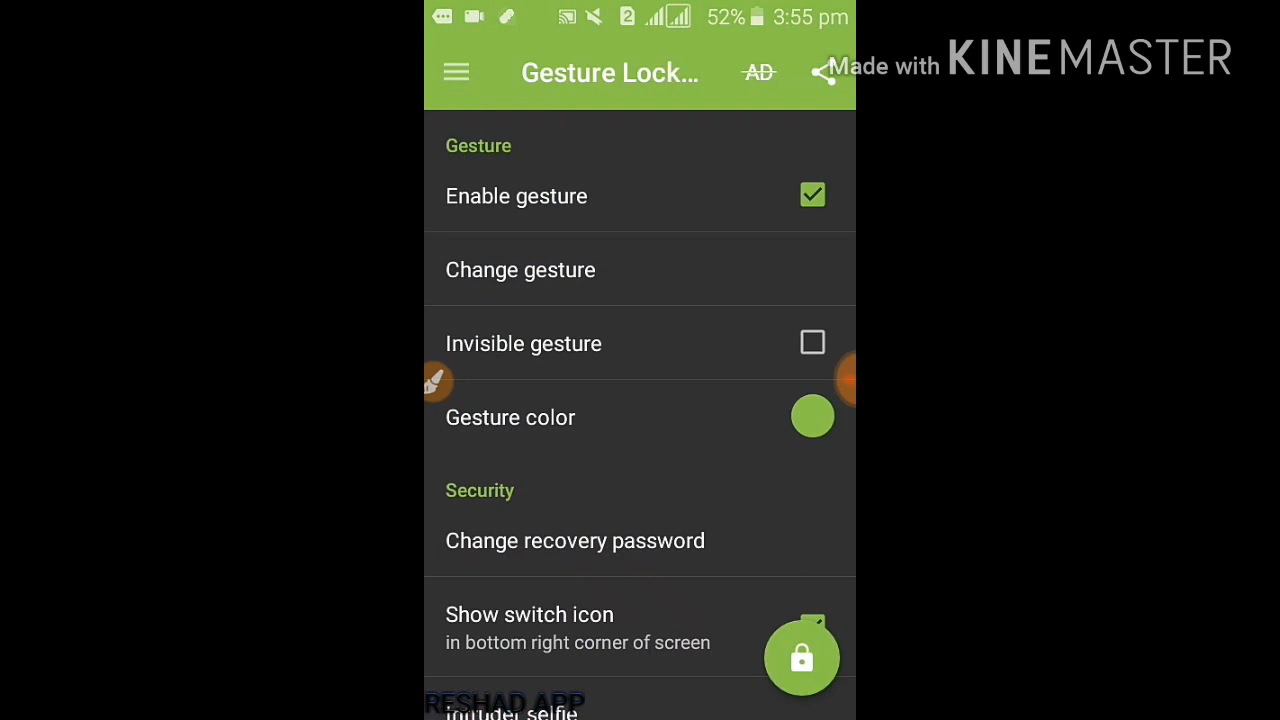 2 52% 3:55 pm
Gesture Lock... AD
Made with KINEMASTER
Gesture
Enable gesture
Change gesture
Invisible gesture
Gesture color
Security
Change recovery password
Show switch icon
in bottom right corner of screen
RESHAD APP
Intruder selfie